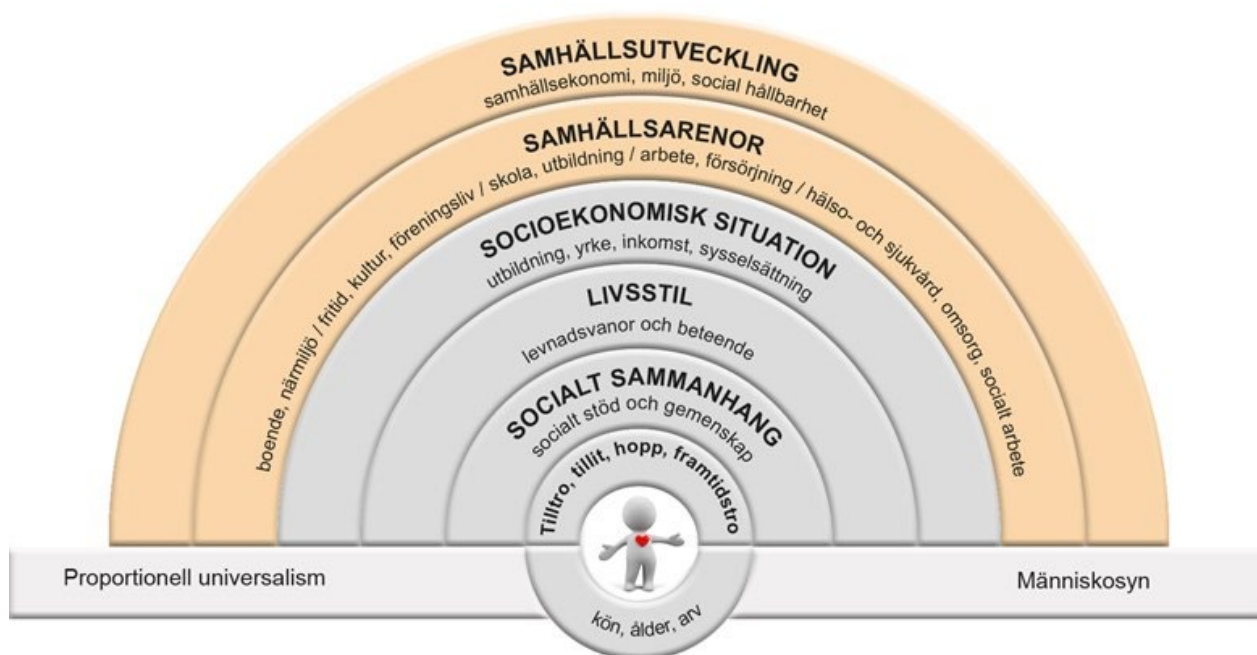 SAMHÄLLSUTVECKLING
samhällsekonomi, miljö, social hållbarhet
SAMHÄLLSARENOR
boende, närmiljö / fritid, kultur, föreningsliv / skola, utbildning / arbete, försörjning / hälso- och sjukvård, omsorg, socialt arbete
SOCIOEKONOMISK SITUATION
utbildning, yrke, inkomst, sysselsättning
LIVSSTIL
levnadsvanor och beteende
SOCIALT SAMMANHANG
socialt stöd och gemenskap
Tilltro, tillit, hopp, framtidstro
Proportionell universalism
Människosyn
kön, ålder, arv